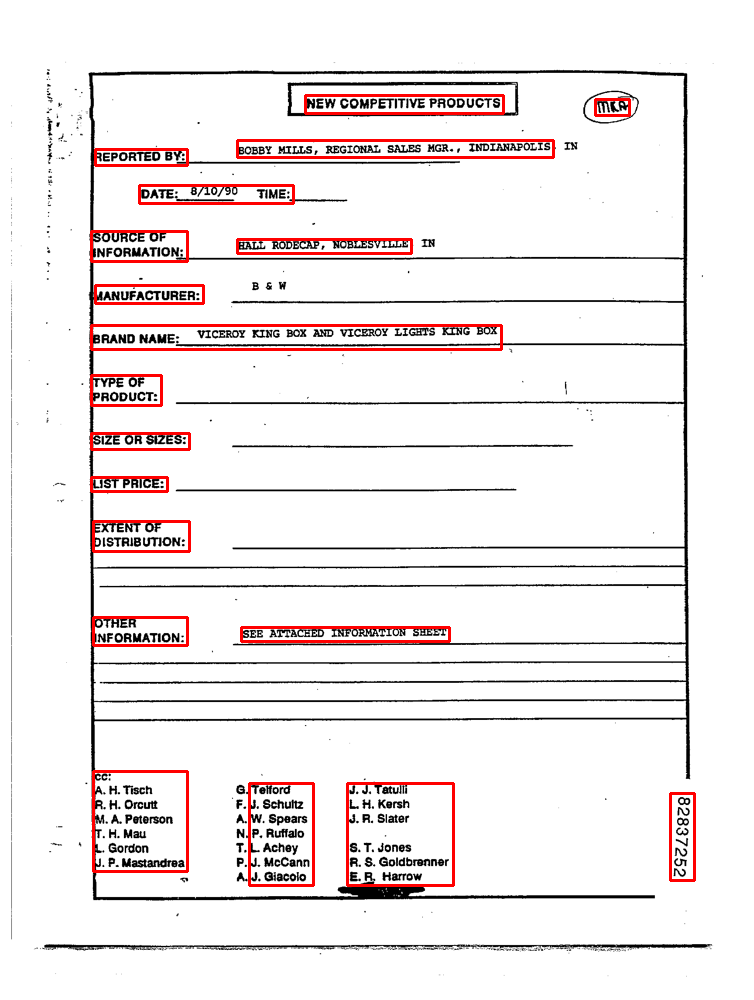 NEW COMPETITIVE PRODUCTS
MKR
REPORTED BY: BOBBY MILLS, REGIONAL SALES MGR., INDIANAPOLIS, IN
DATE: 8/10/90 TIME:
SOURCE OF
INFORMATION: HALL RODECAP, NOBLESVILLE, IN
MANUFACTURER: B & W
BRAND NAME: VICEROY KING BOX AND VICEROY LIGHTS KING BOX
TYPE OF
PRODUCT:
SIZE OR SIZES:
LIST PRICE:
EXTENT OF
DISTRIBUTION:
OTHER
INFORMATION: SEE ATTACHED INFORMATION SHEET
cc:
A. H. Tisch G. Telford J. J. Tatulli
R. H. Orcutt F. J. Schultz L. H. Kersh
M. A. Peterson A. W. Spears J. R. Slater
T. H. Mau N. P. Ruffalo
L. Gordon T. L. Achey S. T. Jones
J. P. Mastandrea P. J. McCann R. S. Goldbrenner
A. J. Giacoio E. R. Harrow
82837252